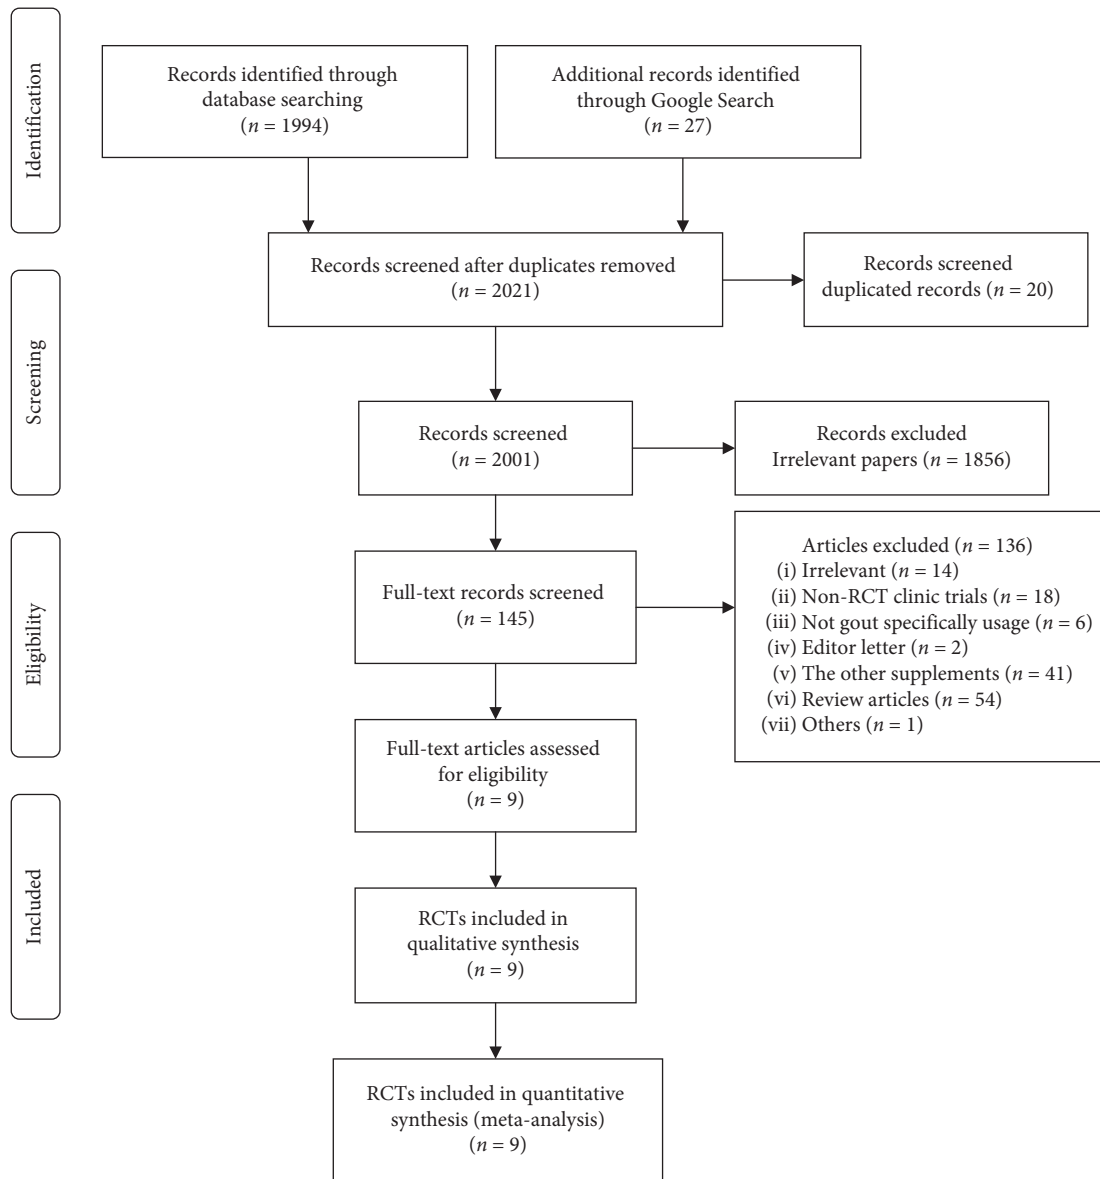 Identification
Records identified through
database searching
(n = 1994)
Additional records identified
through Google Search
(n = 27)
Records screened after duplicates removed
(n = 2021)
Records screened
duplicated records (n = 20)
Screening
Records screened
(n = 2001)
Records excluded
Irrelevant papers (n = 1856)
Eligibility
Full-text records screened
(n = 145)
Articles excluded (n = 136)
(i) Irrelevant (n = 14)
(ii) Non-RCT clinic trials (n = 18)
(iii) Not gout specifically usage (n = 6)
(iv) Editor letter (n = 2)
(v) The other supplements (n = 41)
(vi) Review articles (n = 54)
(vii) Others (n = 1)
Full-text articles assessed
for eligibility
(n = 9)
Included
RCTs included in
qualitative synthesis
(n = 9)
RCTs included in quantitative
synthesis (meta-analysis)
(n = 9)